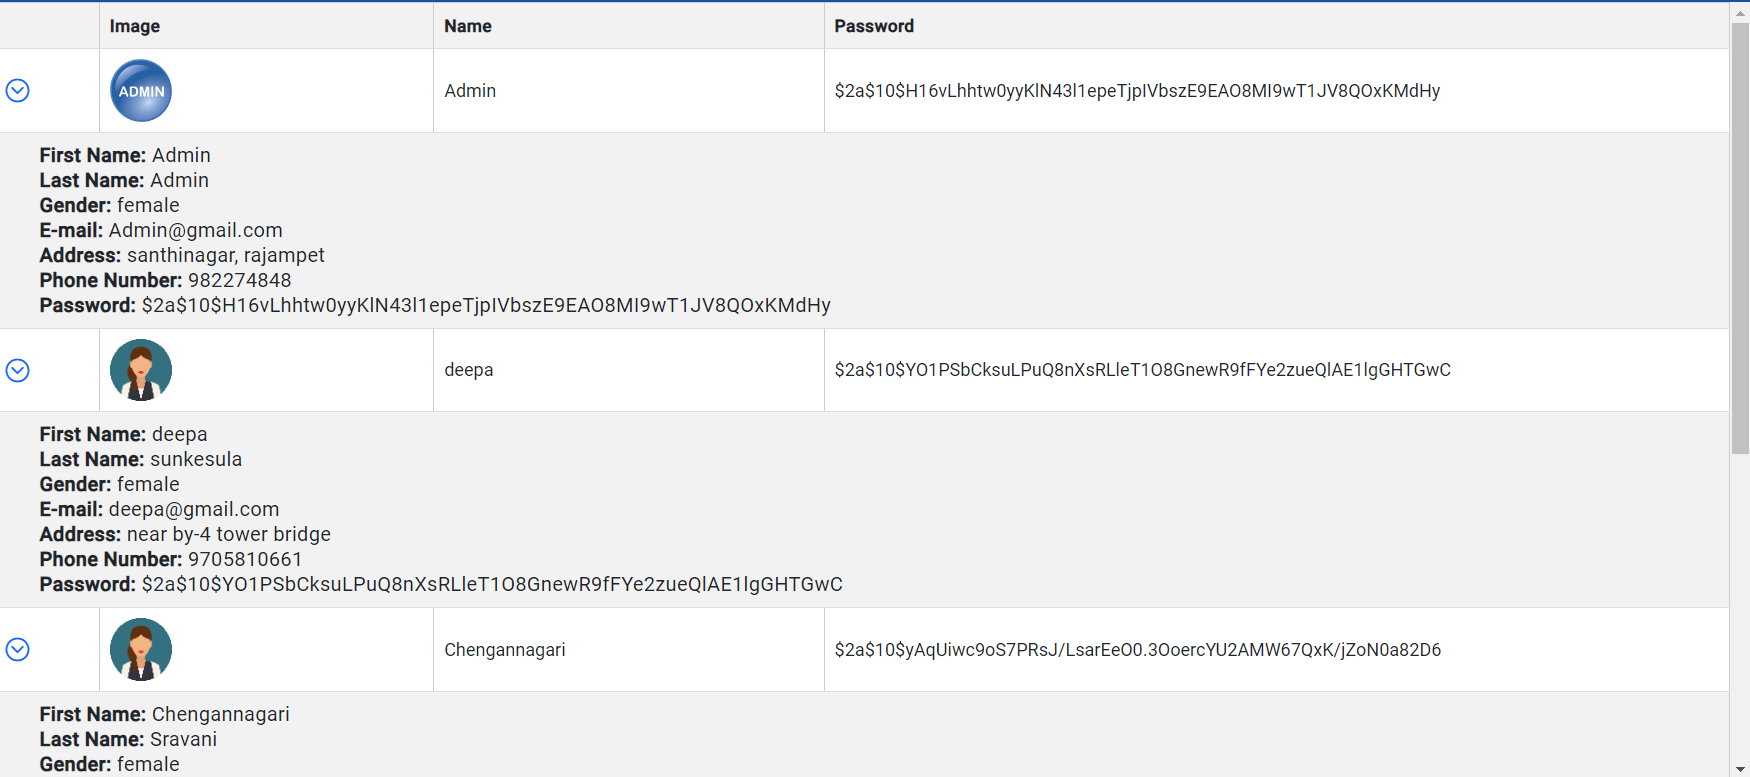 Image Name Password
ADMIN Admin $2a$10$H16vLhhtw0yyKlN43l1epeTjpIVbszE9EAO8MI9wT1JV8QOxKMdHy
First Name: Admin
Last Name: Admin
Gender: female
E-mail: Admin@gmail.com
Address: santhinagar, rajampet
Phone Number: 982274848
Password: $2a$10$H16vLhhtw0yyKlN43l1epeTjpIVbszE9EAO8MI9wT1JV8QOxKMdHy
deepa $2a$10$YO1PSbCksuLPuQ8nXsRLleT1O8GnewR9fFYe2zueQlAE1lgGHTGwC
First Name: deepa
Last Name: sunkesula
Gender: female
E-mail: deepa@gmail.com
Address: near by-4 tower bridge
Phone Number: 9705810661
Password: $2a$10$YO1PSbCksuLPuQ8nXsRLleT1O8GnewR9fFYe2zueQlAE1lgGHTGwC
Chengannagari $2a$10$yAqUiwc9oS7PRsJ/LsarEeO0.3OoercYU2AMW67QxK/jZoN0a82D6
First Name: Chengannagari
Last Name: Sravani
Gender: female